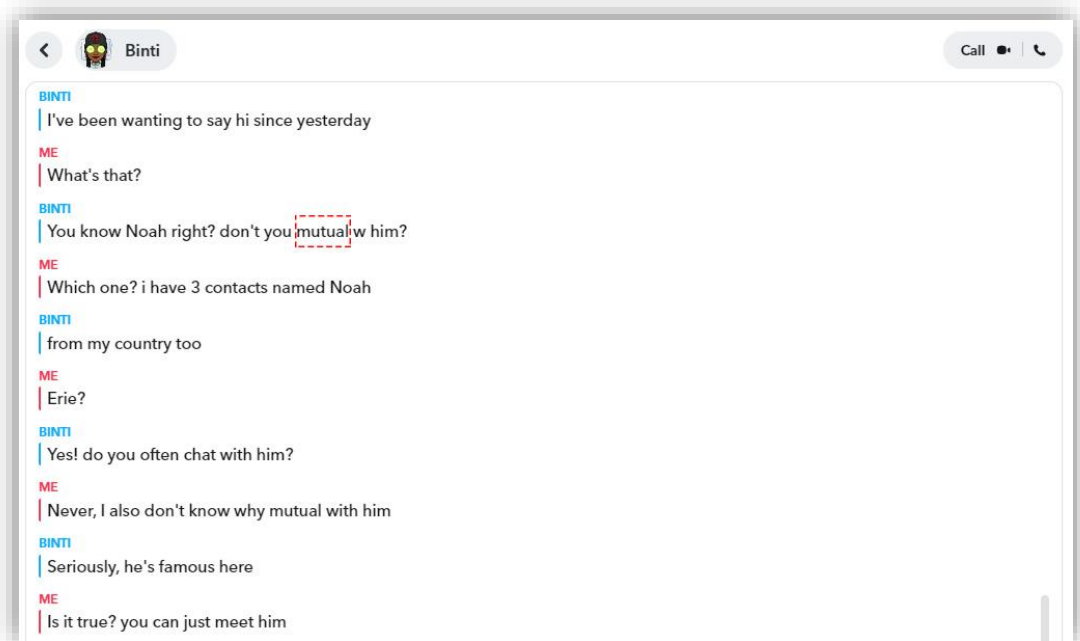 Binti
Call
BINTI
I've been wanting to say hi since yesterday
ME
What's that?
BINTI
You know Noah right? don't you mutual w him?
ME
Which one? i have 3 contacts named Noah
BINTI
from my country too
ME
Erie?
BINTI
Yes! do you often chat with him?
ME
Never, I also don't know why mutual with him
BINTI
Seriously, he's famous here
ME
Is it true? you can just meet him